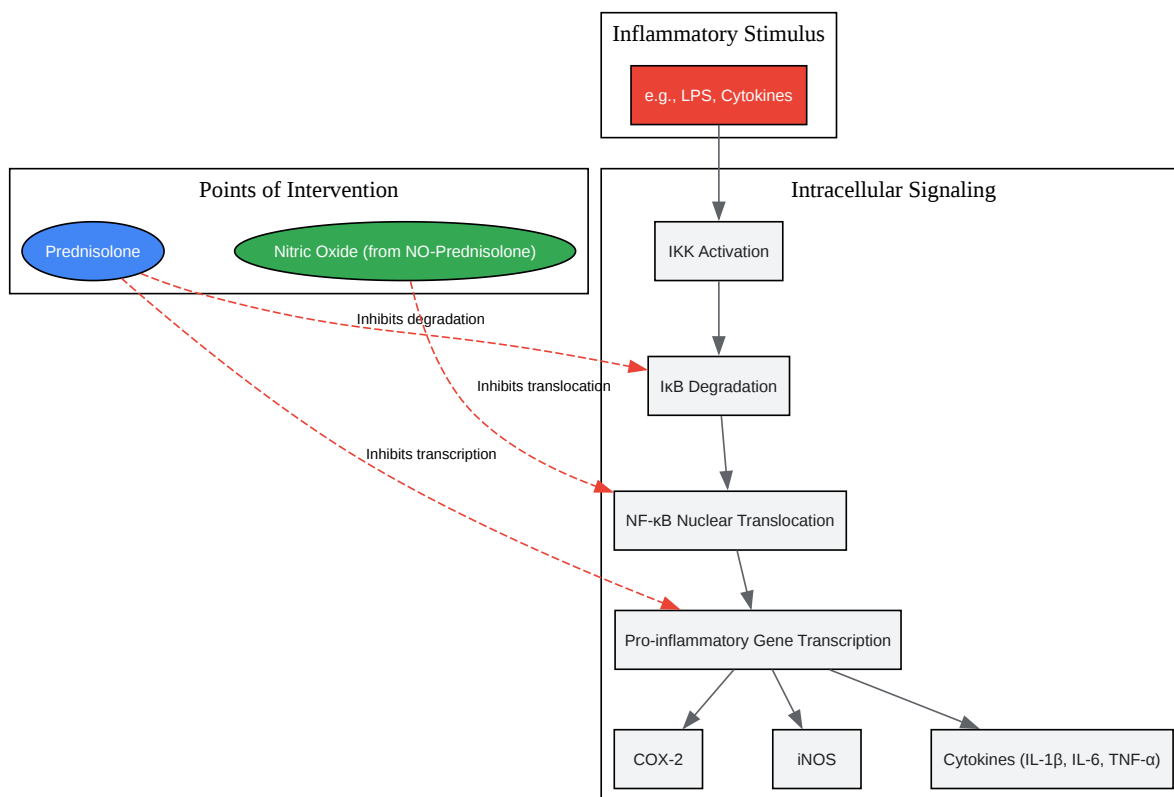 Inflammatory Stimulus
e.g., LPS, Cytokines
Points of Intervention
Prednisolone
Nitric Oxide (from NO-Prednisolone)
Intracellular Signaling
IKK Activation
Inhibits degradation
IκB Degradation
Inhibits translocation
Inhibits transcription
NF-κB Nuclear Translocation
Pro-inflammatory Gene Transcription
COX-2
iNOS
Cytokines (IL-1β, IL-6, TNF-α)